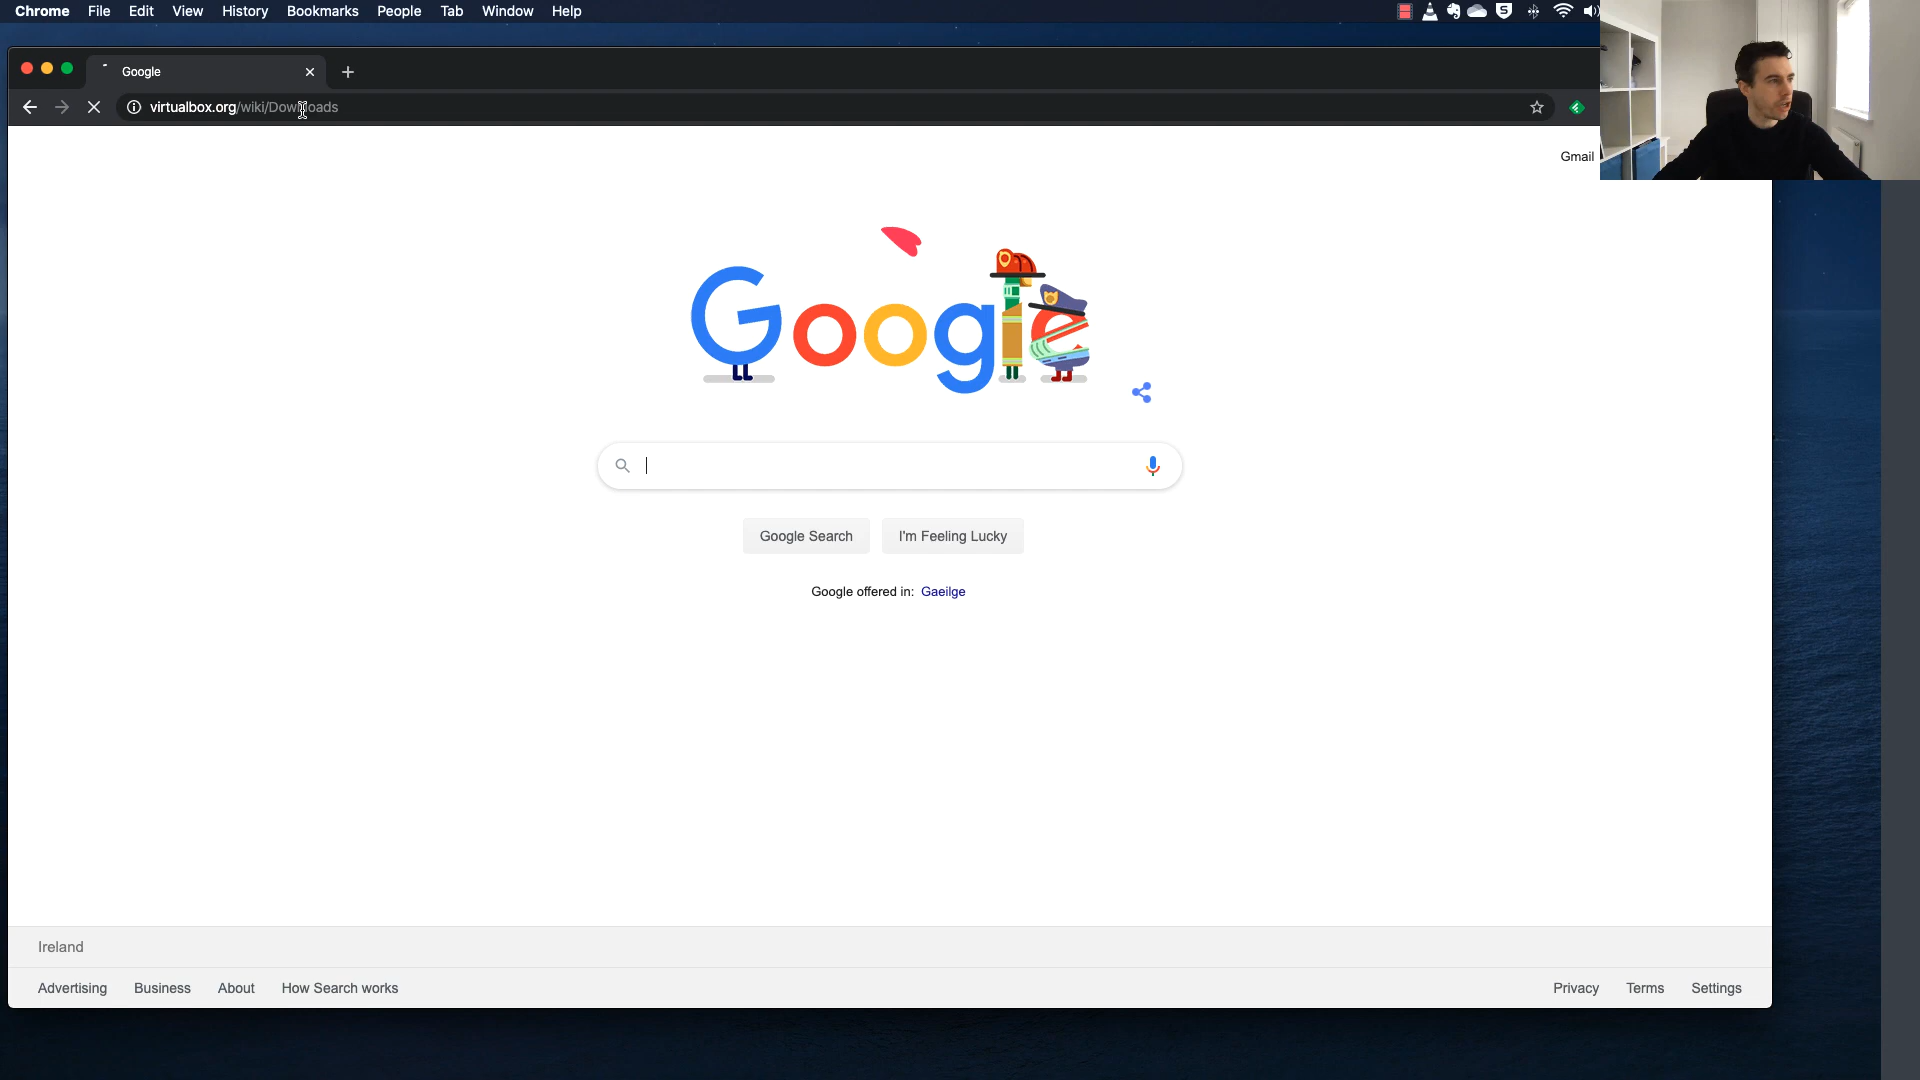 Chrome File Edit View History Bookmarks People Tab Window Help
Google
virtualbox.org/wiki/Downloads
Gmail
Google
Google Search I'm Feeling Lucky
Google offered in: Gaeilge
Ireland
Advertising Business About How Search works Privacy Terms Settings